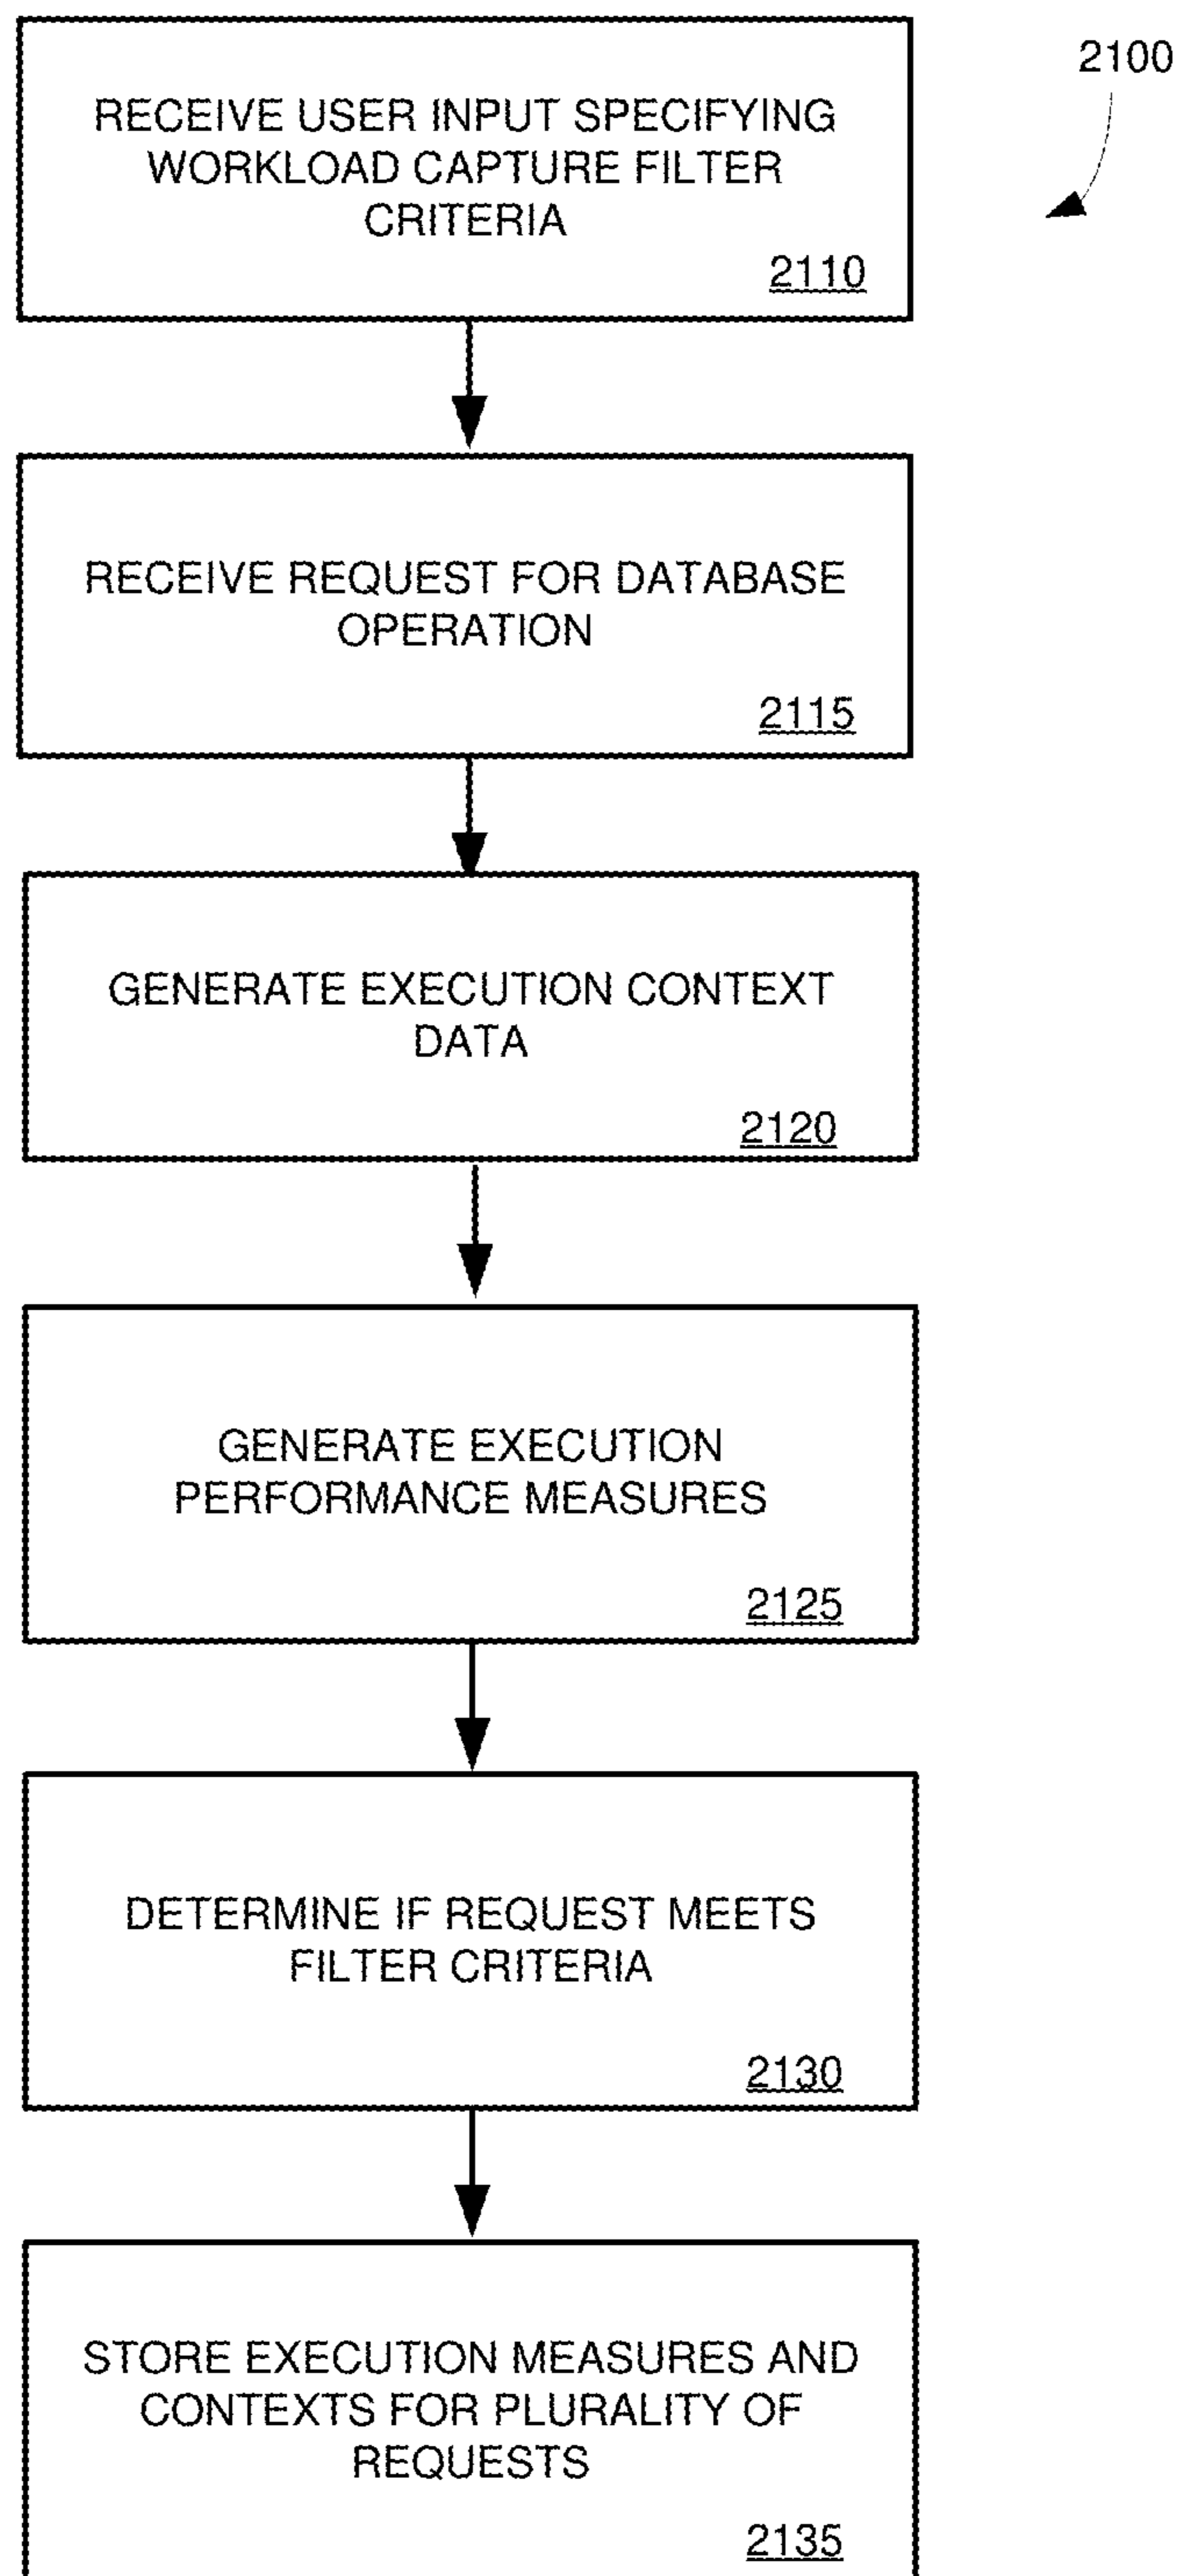 2100
RECEIVE USER INPUT SPECIFYING
WORKLOAD CAPTURE FILTER
CRITERIA
2110
RECEIVE REQUEST FOR DATABASE
OPERATION
2115
GENERATE EXECUTION CONTEXT
DATA
2120
GENERATE EXECUTION
PERFORMANCE MEASURES
2125
DETERMINE IF REQUEST MEETS
FILTER CRITERIA
2130
STORE EXECUTION MEASURES AND
CONTEXTS FOR PLURALITY OF
REQUESTS
2135